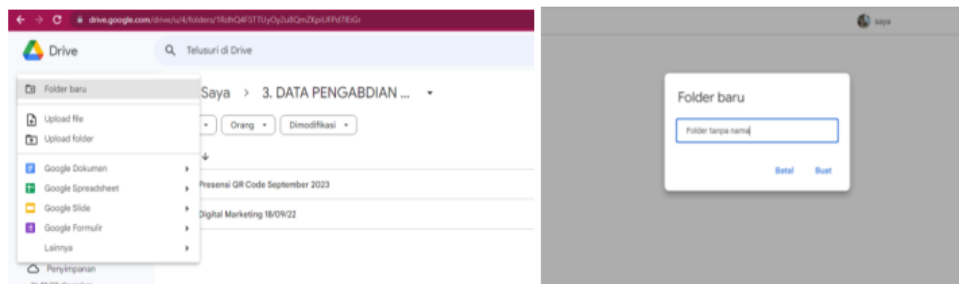 drive.google.com/drive/u/4/folders/
Drive
Telusuri di Drive
Folder baru
Upload file
Upload folder
Google Dokumen
Google Spreadsheet
Google Slide
Google Formulir
Lainnya
Penyimpanan
Saya > 3. DATA PENGABDIAN ...
Orang
Dimodifikasi
Presensi QR Code September 2023
Digital Marketing 18/09/22
saya
Folder baru
Folder tanpa nama
Batal Buat